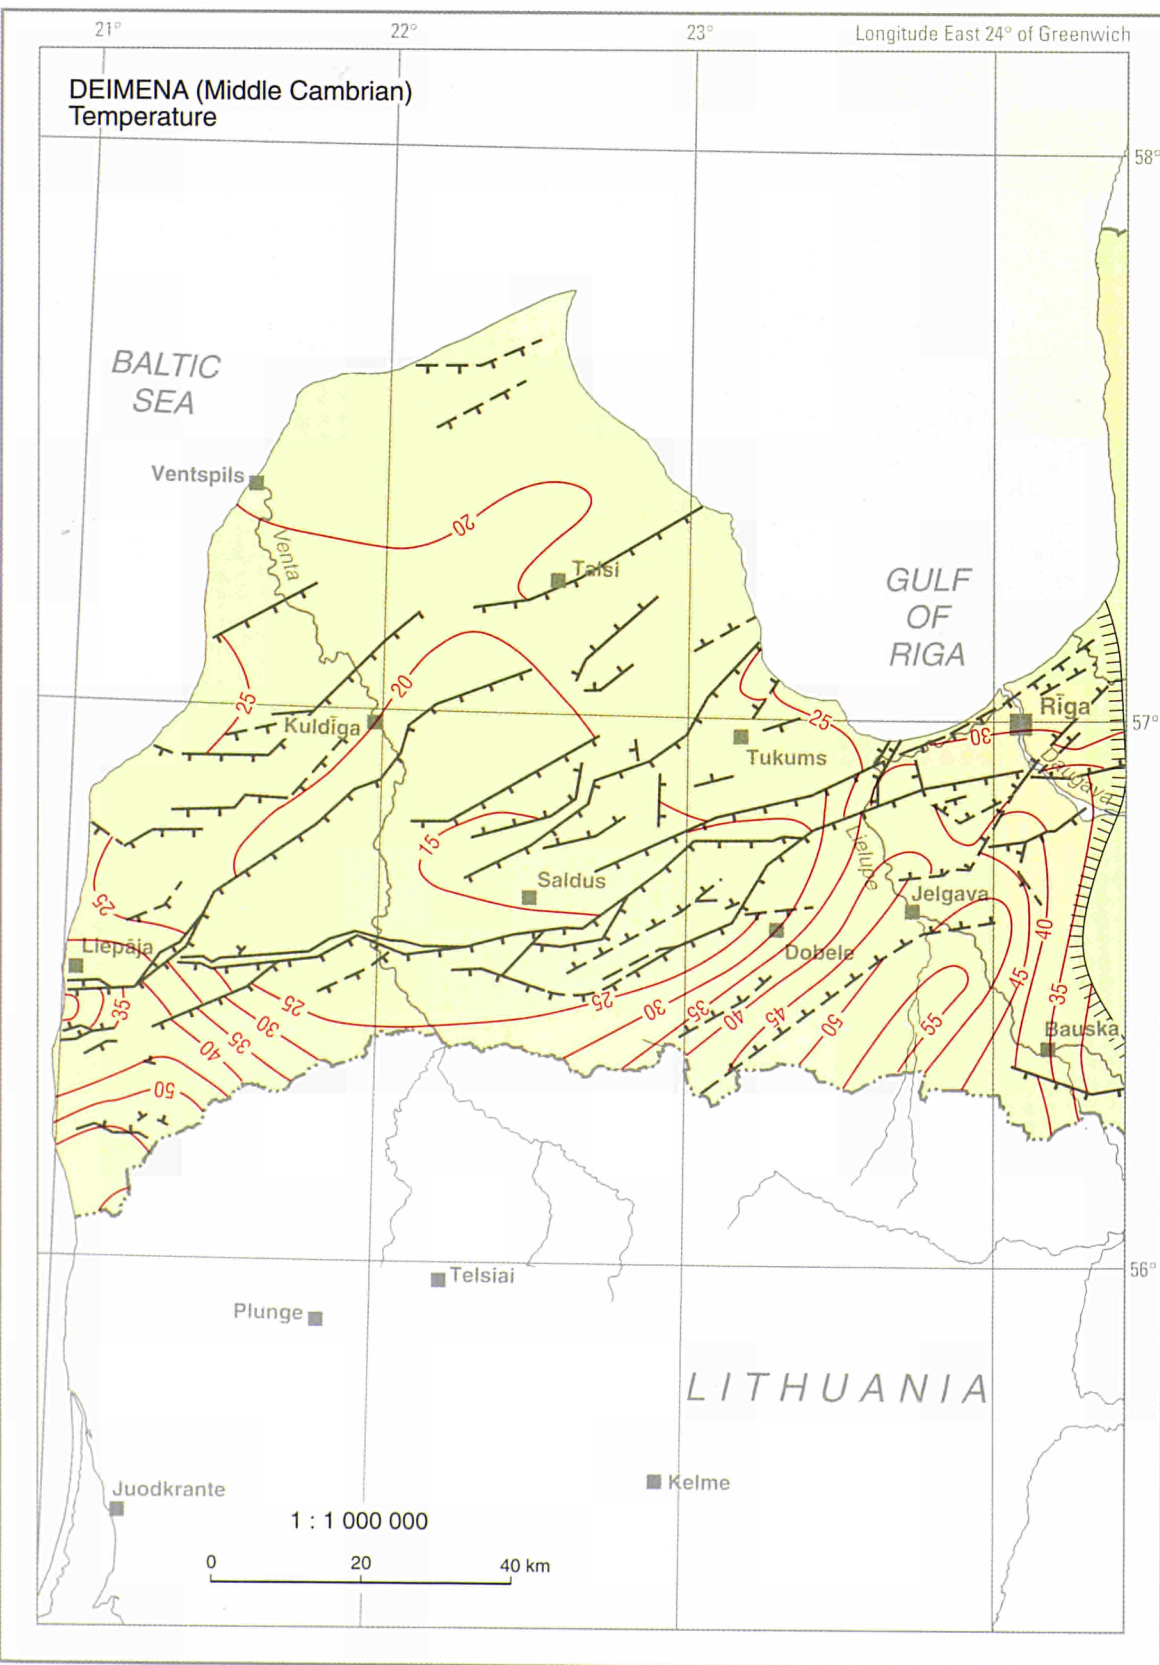 21°
22°
23°
Longitude East 24° of Greenwich
DEIMENA (Middle Cambrian)
Temperature
58°
BALTIC
SEA
Ventspils
20
Venta
Talsi
GULF
OF
RIGA
20
25
Kuldīga
25
Rīga
57°
30
Tukums
Daugava
15
Lielupe
Saldus
Jelgava
25
Liepāja
40
Dobele
45
35
35
25
25
30
35
40
45
50
55
30
35
40
Bauska
50
56°
Telsiai
Plunge
LITHUANIA
Kelme
Juodkrante
1 : 1 000 000
0 20 40 km